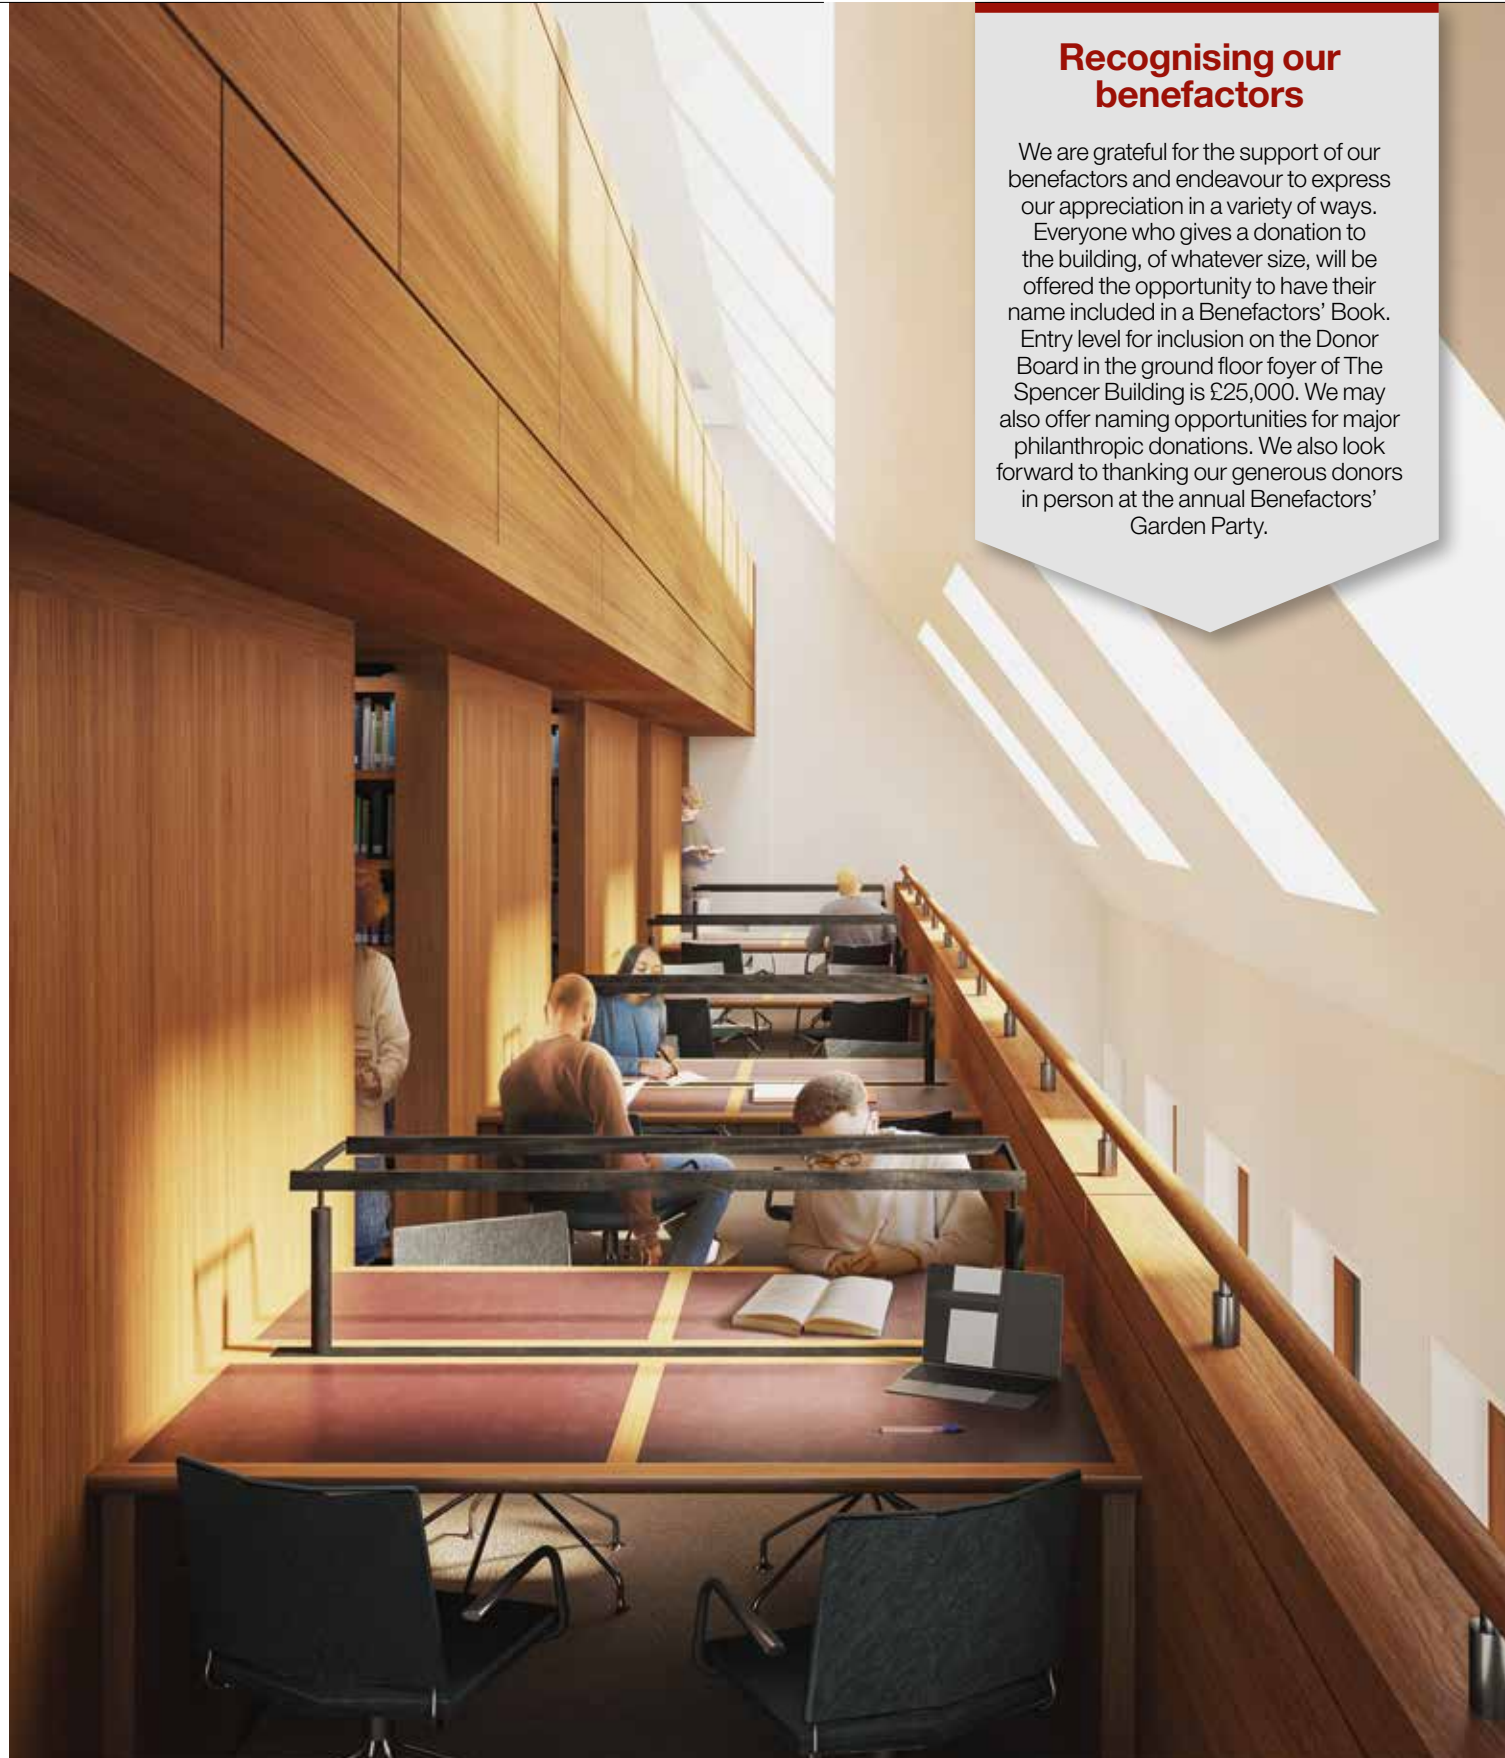 Recognising our
benefactors
We are grateful for the support of our
benefactors and endeavour to express
our appreciation in a variety of ways.
Everyone who gives a donation to
the building, of whatever size, will be
offered the opportunity to have their
name included in a Benefactors’ Book.
Entry level for inclusion on the Donor
Board in the ground floor foyer of The
Spencer Building is £25,000. We may
also offer naming opportunities for major
philanthropic donations. We also look
forward to thanking our generous donors
in person at the annual Benefactors’
Garden Party.